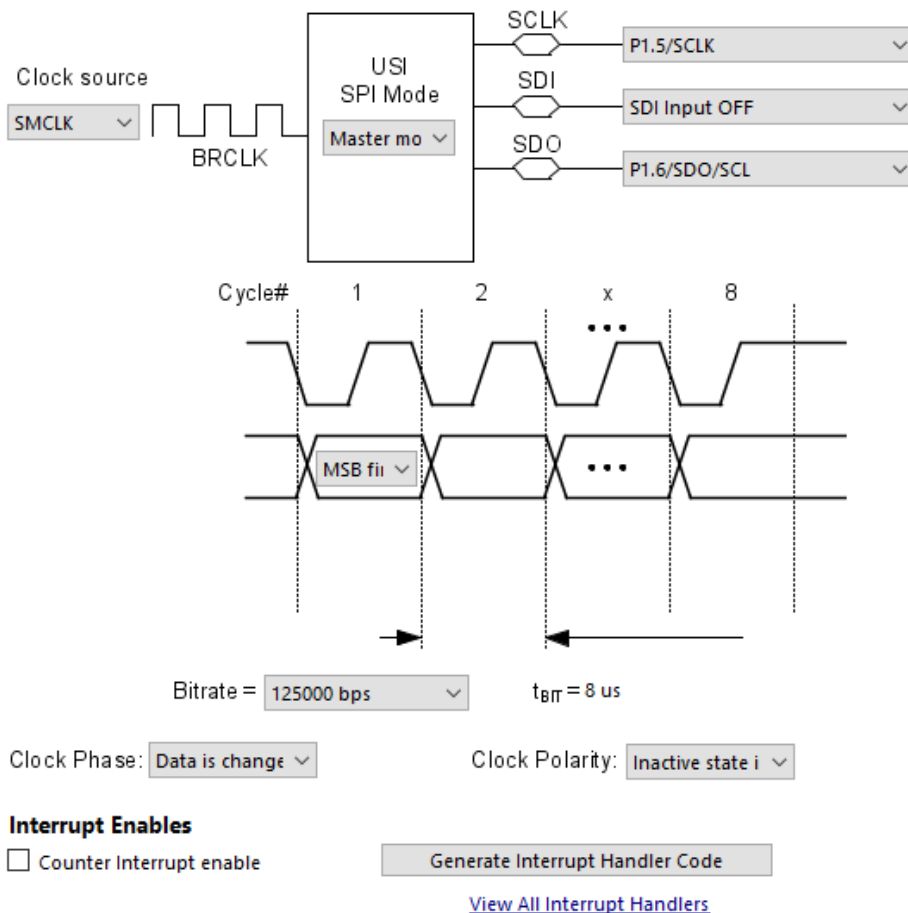 SCLK
P1.5/SCLK
USI
SPI Mode
Clock source
SDI
SMCLK
Master mo
SDI Input OFF
BRCLK
SDO
P1.6/SDO/SCL
Cycle# 1 2 x 8
•••
MSB fir
•••
Bitrate = 125000 bps
tBIT = 8 us
Clock Phase: Data is change
Clock Polarity: Inactive state i
Interrupt Enables
Counter Interrupt enable
Generate Interrupt Handler Code
View All Interrupt Handlers